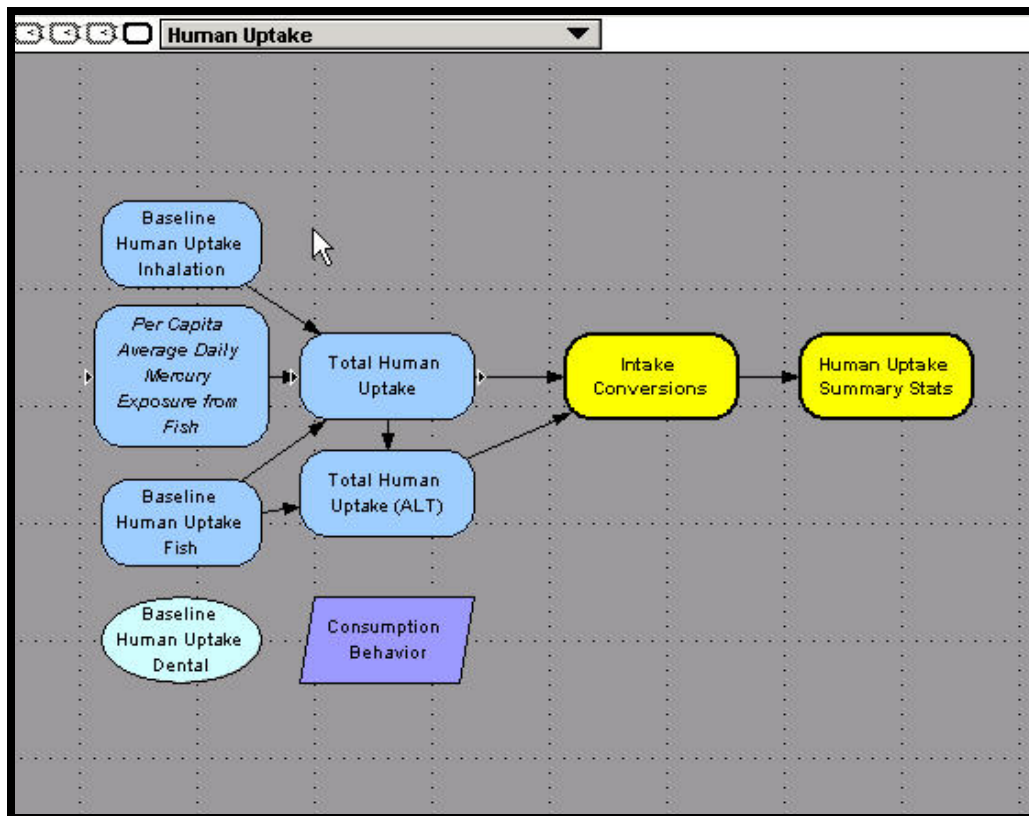 Human Uptake
Baseline
Human Uptake
Inhalation
Per Capita
Average Daily
Mercury
Exposure from
Fish
Total Human
Uptake
Intake
Conversions
Human Uptake
Summary Stats
Baseline
Human Uptake
Fish
Total Human
Uptake (ALT)
Baseline
Human Uptake
Dental
Consumption
Behavior